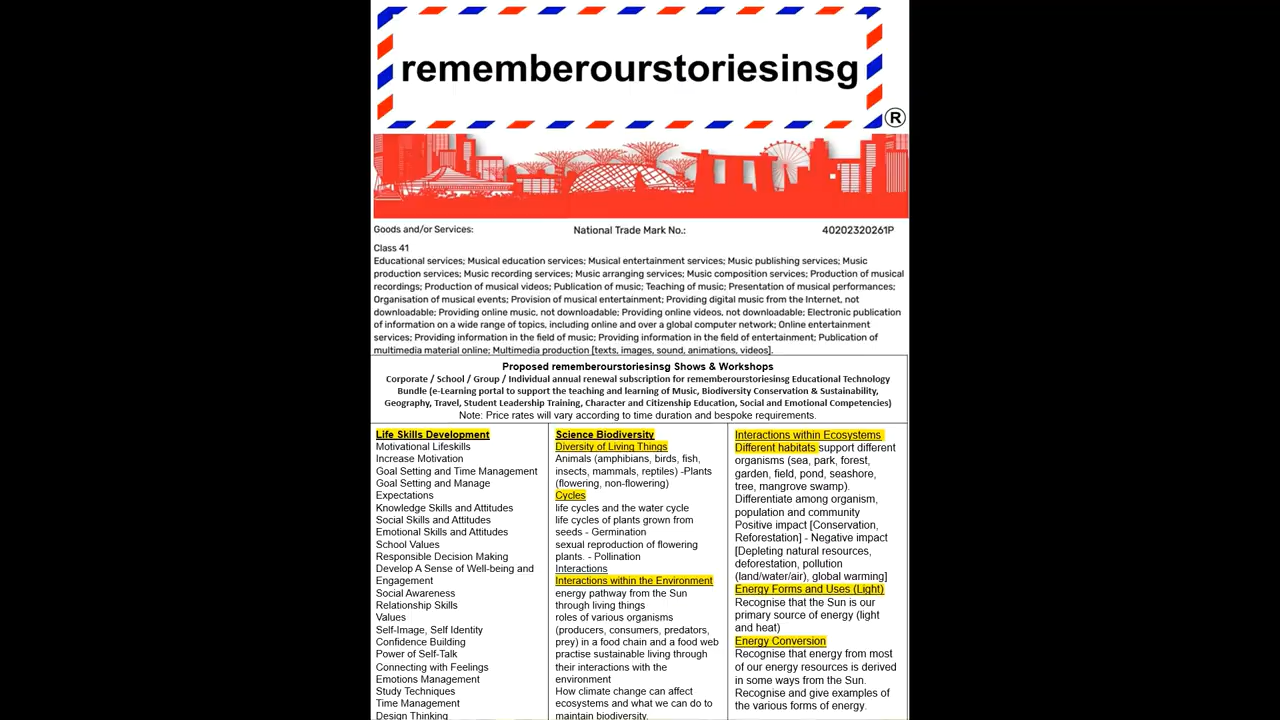 rememberourstoriesinsg
®
Goods and/or Services: National Trade Mark No.: 40202320261P
Class 41
Educational services; Musical education services; Musical entertainment services; Music publishing services; Music
production services; Music recording services; Music arranging services; Music composition services; Production of musical
recordings; Production of musical videos; Publication of music; Teaching of music; Presentation of musical performances;
Organisation of musical events; Provision of musical entertainment; Providing digital music from the Internet, not
downloadable; Providing online music, not downloadable; Providing online videos, not downloadable; Electronic publication
of information on a wide range of topics, including online and over a global computer network; Online entertainment
services; Providing information in the field of music; Providing information in the field of entertainment; Publication of
multimedia material online; Multimedia production [texts, images, sound, animations, videos].
Proposed rememberourstoriesinsg Shows & Workshops
Corporate / School / Group / Individual annual renewal subscription for rememberourstoriesinsg Educational Technology
Bundle (e-Learning portal to support the teaching and learning of Music, Biodiversity Conservation & Sustainability,
Geography, Travel, Student Leadership Training, Character and Citizenship Education, Social and Emotional Competencies)
Note: Price rates will vary according to time duration and bespoke requirements.
Life Skills Development
Motivational Lifeskills
Increase Motivation
Goal Setting and Time Management
Goal Setting and Manage
Expectations
Knowledge Skills and Attitudes
Social Skills and Attitudes
Emotional Skills and Attitudes
School Values
Responsible Decision Making
Develop A Sense of Well-being and
Engagement
Social Awareness
Relationship Skills
Values
Self-Image, Self Identity
Confidence Building
Power of Self-Talk
Connecting with Feelings
Emotions Management
Study Techniques
Time Management
Design Thinking
Science Biodiversity
Diversity of Living Things
Animals (amphibians, birds, fish,
insects, mammals, reptiles) -Plants
(flowering, non-flowering)
Cycles
life cycles and the water cycle
life cycles of plants grown from
seeds - Germination
sexual reproduction of flowering
plants. - Pollination
Interactions
Interactions within the Environment
energy pathway from the Sun
through living things
roles of various organisms
(producers, consumers, predators,
prey) in a food chain and a food web
practise sustainable living through
their interactions with the
environment
How climate change can affect
ecosystems and what we can do to
maintain biodiversity.
Interactions within Ecosystems
Different habitats support different
organisms (sea, park, forest,
garden, field, pond, seashore,
tree, mangrove swamp).
Differentiate among organism,
population and community
Positive impact [Conservation,
Reforestation] - Negative impact
[Depleting natural resources,
deforestation, pollution
(land/water/air), global warming]
Energy Forms and Uses (Light)
Recognise that the Sun is our
primary source of energy (light
and heat)
Energy Conversion
Recognise that energy from most
of our energy resources is derived
in some ways from the Sun.
Recognise and give examples of
the various forms of energy.